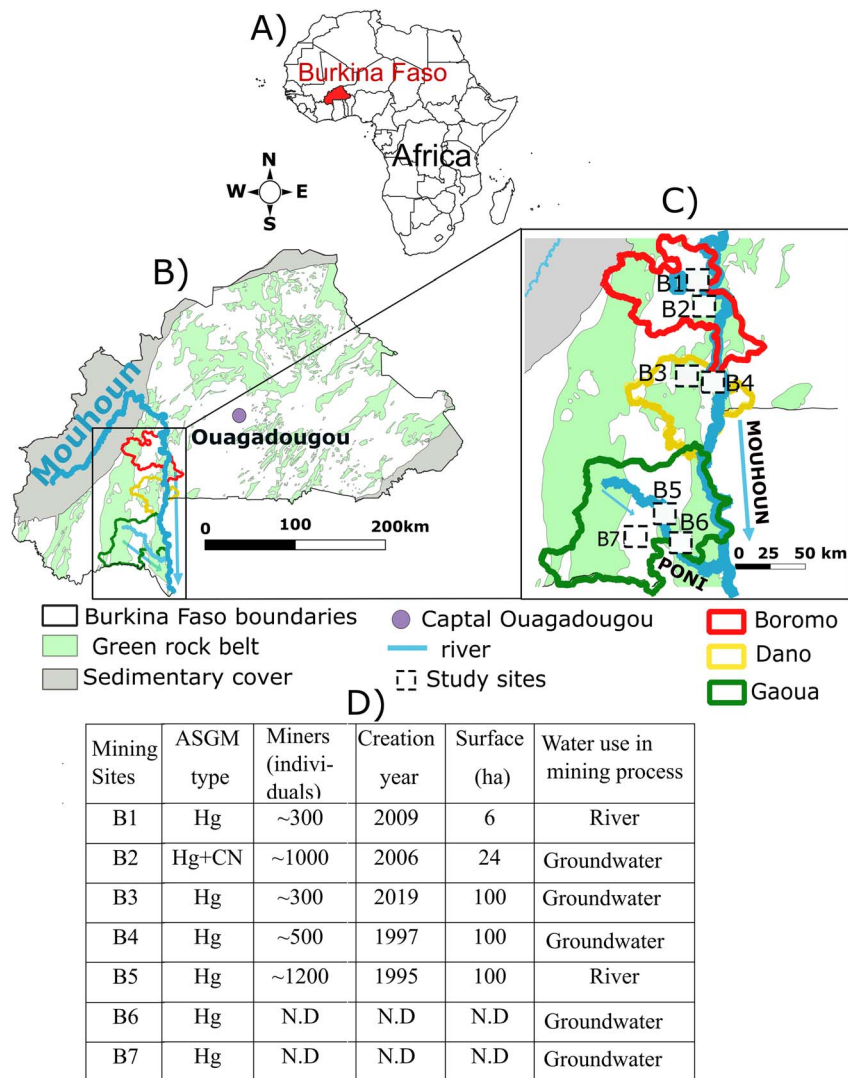 A)
Burkina Faso
Africa
N
W E
S
B)
Mouhoun
Ouagadougou
0 100 200km
C)
B1
B2
B3
B4
MOUHOUN
B5
B6
B7
PONI
0 25 50 km
Burkina Faso boundaries
Green rock belt
Sedimentary cover
Captal Ouagadougou
river
Study sites
Boromo
Dano
Gaoua
D)
Mining Sites ASGM type Miners (indivi-duals) Creation year Surface (ha) Water use in mining process
B1 Hg ~300 2009 6 River
B2 Hg+CN ~1000 2006 24 Groundwater
B3 Hg ~300 2019 100 Groundwater
B4 Hg ~500 1997 100 Groundwater
B5 Hg ~1200 1995 100 River
B6 Hg N.D N.D N.D Groundwater
B7 Hg N.D N.D N.D Groundwater